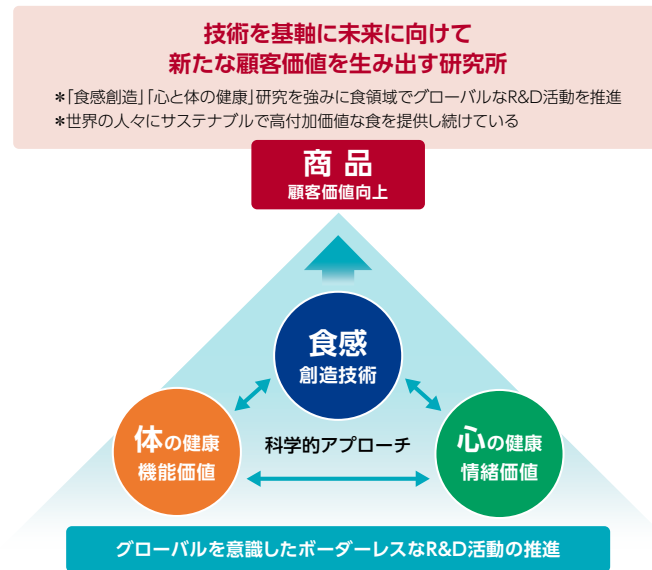 技術を基軸に未来に向けて
新たな顧客価値を生み出す研究所
＊「食感創造」「心と体の健康」研究を強みに食領域でグローバルなR&D活動を推進
＊世界の人々にサステナブルで高付加価値な食を提供し続けている
商品
顧客価値向上
食感
創造技術
体の健康
機能価値
科学的アプローチ
心の健康
情緒価値
グローバルを意識したボーダーレスなR&D活動の推進